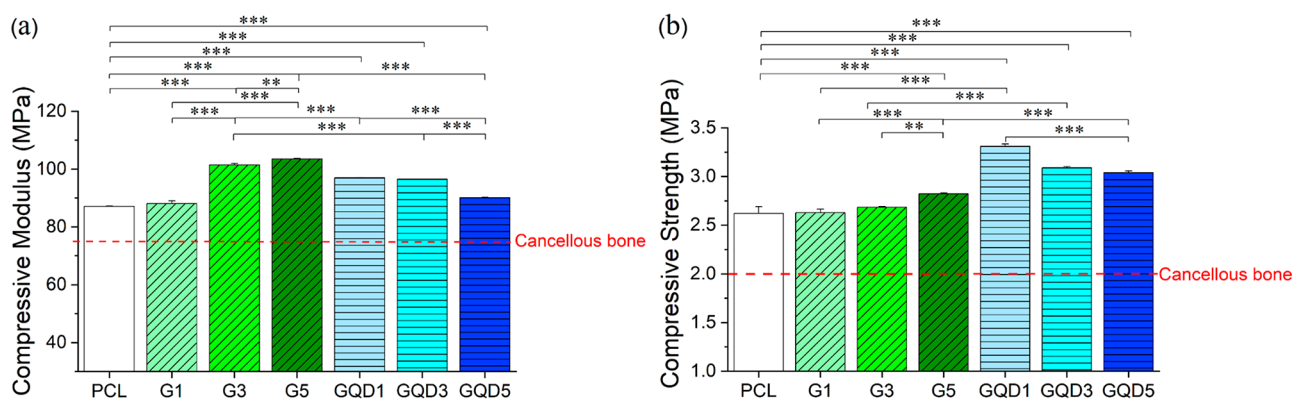 (a)
***
***
***
***
***
***
**
***
***
***
***
***
***
Compressive Modulus (MPa)
120
100
80
60
40
Cancellous bone
PCL
G1
G3
G5
GQD1
GQD3
GQD5
(b)
***
***
***
***
***
***
***
***
**
***
Compressive Strength (MPa)
3.5
3.0
2.5
2.0
1.5
1.0
Cancellous bone
PCL
G1
G3
G5
GQD1
GQD3
GQD5